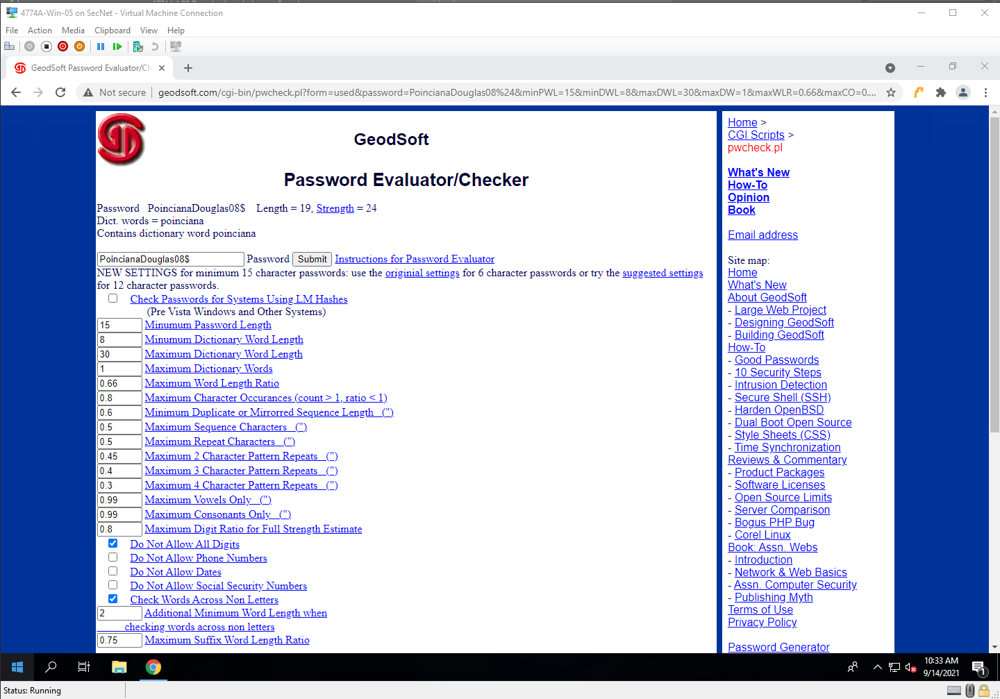 4774A-Win-05 on SecNet - Virtual Machine Connection
File Action Media Clipboard View Help
GeodSoft Password Evaluator/Ch
Not secure geodsoft.com/cgi-bin/pwcheck.pl?form=used&password=PoincianaDouglas08%24&minPWL=15&minDWL=8&maxDWL=30&maxDW=1&maxWLR=0.66&maxCO=0....
GeodSoft
Password Evaluator/Checker
Password PoincianaDouglas08$ Length = 19, Strength = 24
Dict. words = poinciana
Contains dictionary word poinciana
PoincianaDouglas08$ Password Submit Instructions for Password Evaluator
NEW SETTINGS for minimum 15 character passwords: use the originial settings for 6 character passwords or try the suggested settings
for 12 character passwords.
Check Passwords for Systems Using LM Hashes
(Pre Vista Windows and Other Systems)
15 Minumum Password Length
8 Minumum Dictionary Word Length
30 Maximum Dictionary Word Length
1 Maximum Dictionary Words
0.66 Maximum Word Length Ratio
0.8 Maximum Character Occurances (count > 1, ratio < 1)
0.6 Minimum Duplicate or Mirrorred Sequence Length (")
0.5 Maximum Sequence Characters (")
0.5 Maximum Repeat Characters (")
0.45 Maximum 2 Character Pattern Repeats (")
0.4 Maximum 3 Character Pattern Repeats (")
0.3 Maximum 4 Character Pattern Repeats (")
0.99 Maximum Vowels Only (")
0.99 Maximum Consonants Only (")
0.8 Maximum Digit Ratio for Full Strength Estimate
Do Not Allow All Digits
Do Not Allow Phone Numbers
Do Not Allow Dates
Do Not Allow Social Security Numbers
Check Words Across Non Letters
2 Additional Minimum Word Length when
checking words across non letters
0.75 Maximum Suffix Word Length Ratio
Home >
CGI Scripts >
pwcheck.pl
What's New
How-To
Opinion
Book
Email address
Site map:
Home
What's New
About GeodSoft
- Large Web Project
- Designing GeodSoft
- Building GeodSoft
How-To
- Good Passwords
- 10 Security Steps
- Intrusion Detection
- Secure Shell (SSH)
- Harden OpenBSD
- Dual Boot Open Source
- Style Sheets (CSS)
- Time Synchronization
Reviews & Commentary
- Product Packages
- Software Licenses
- Open Source Limits
- Server Comparison
- Bogus PHP Bug
- Corel Linux
Book: Assn. Webs
- Introduction
- Network & Web Basics
- Assn. Computer Security
- Publishing Myth
Terms of Use
Privacy Policy
Password Generator
10:33 AM
9/14/2021
1
Status: Running